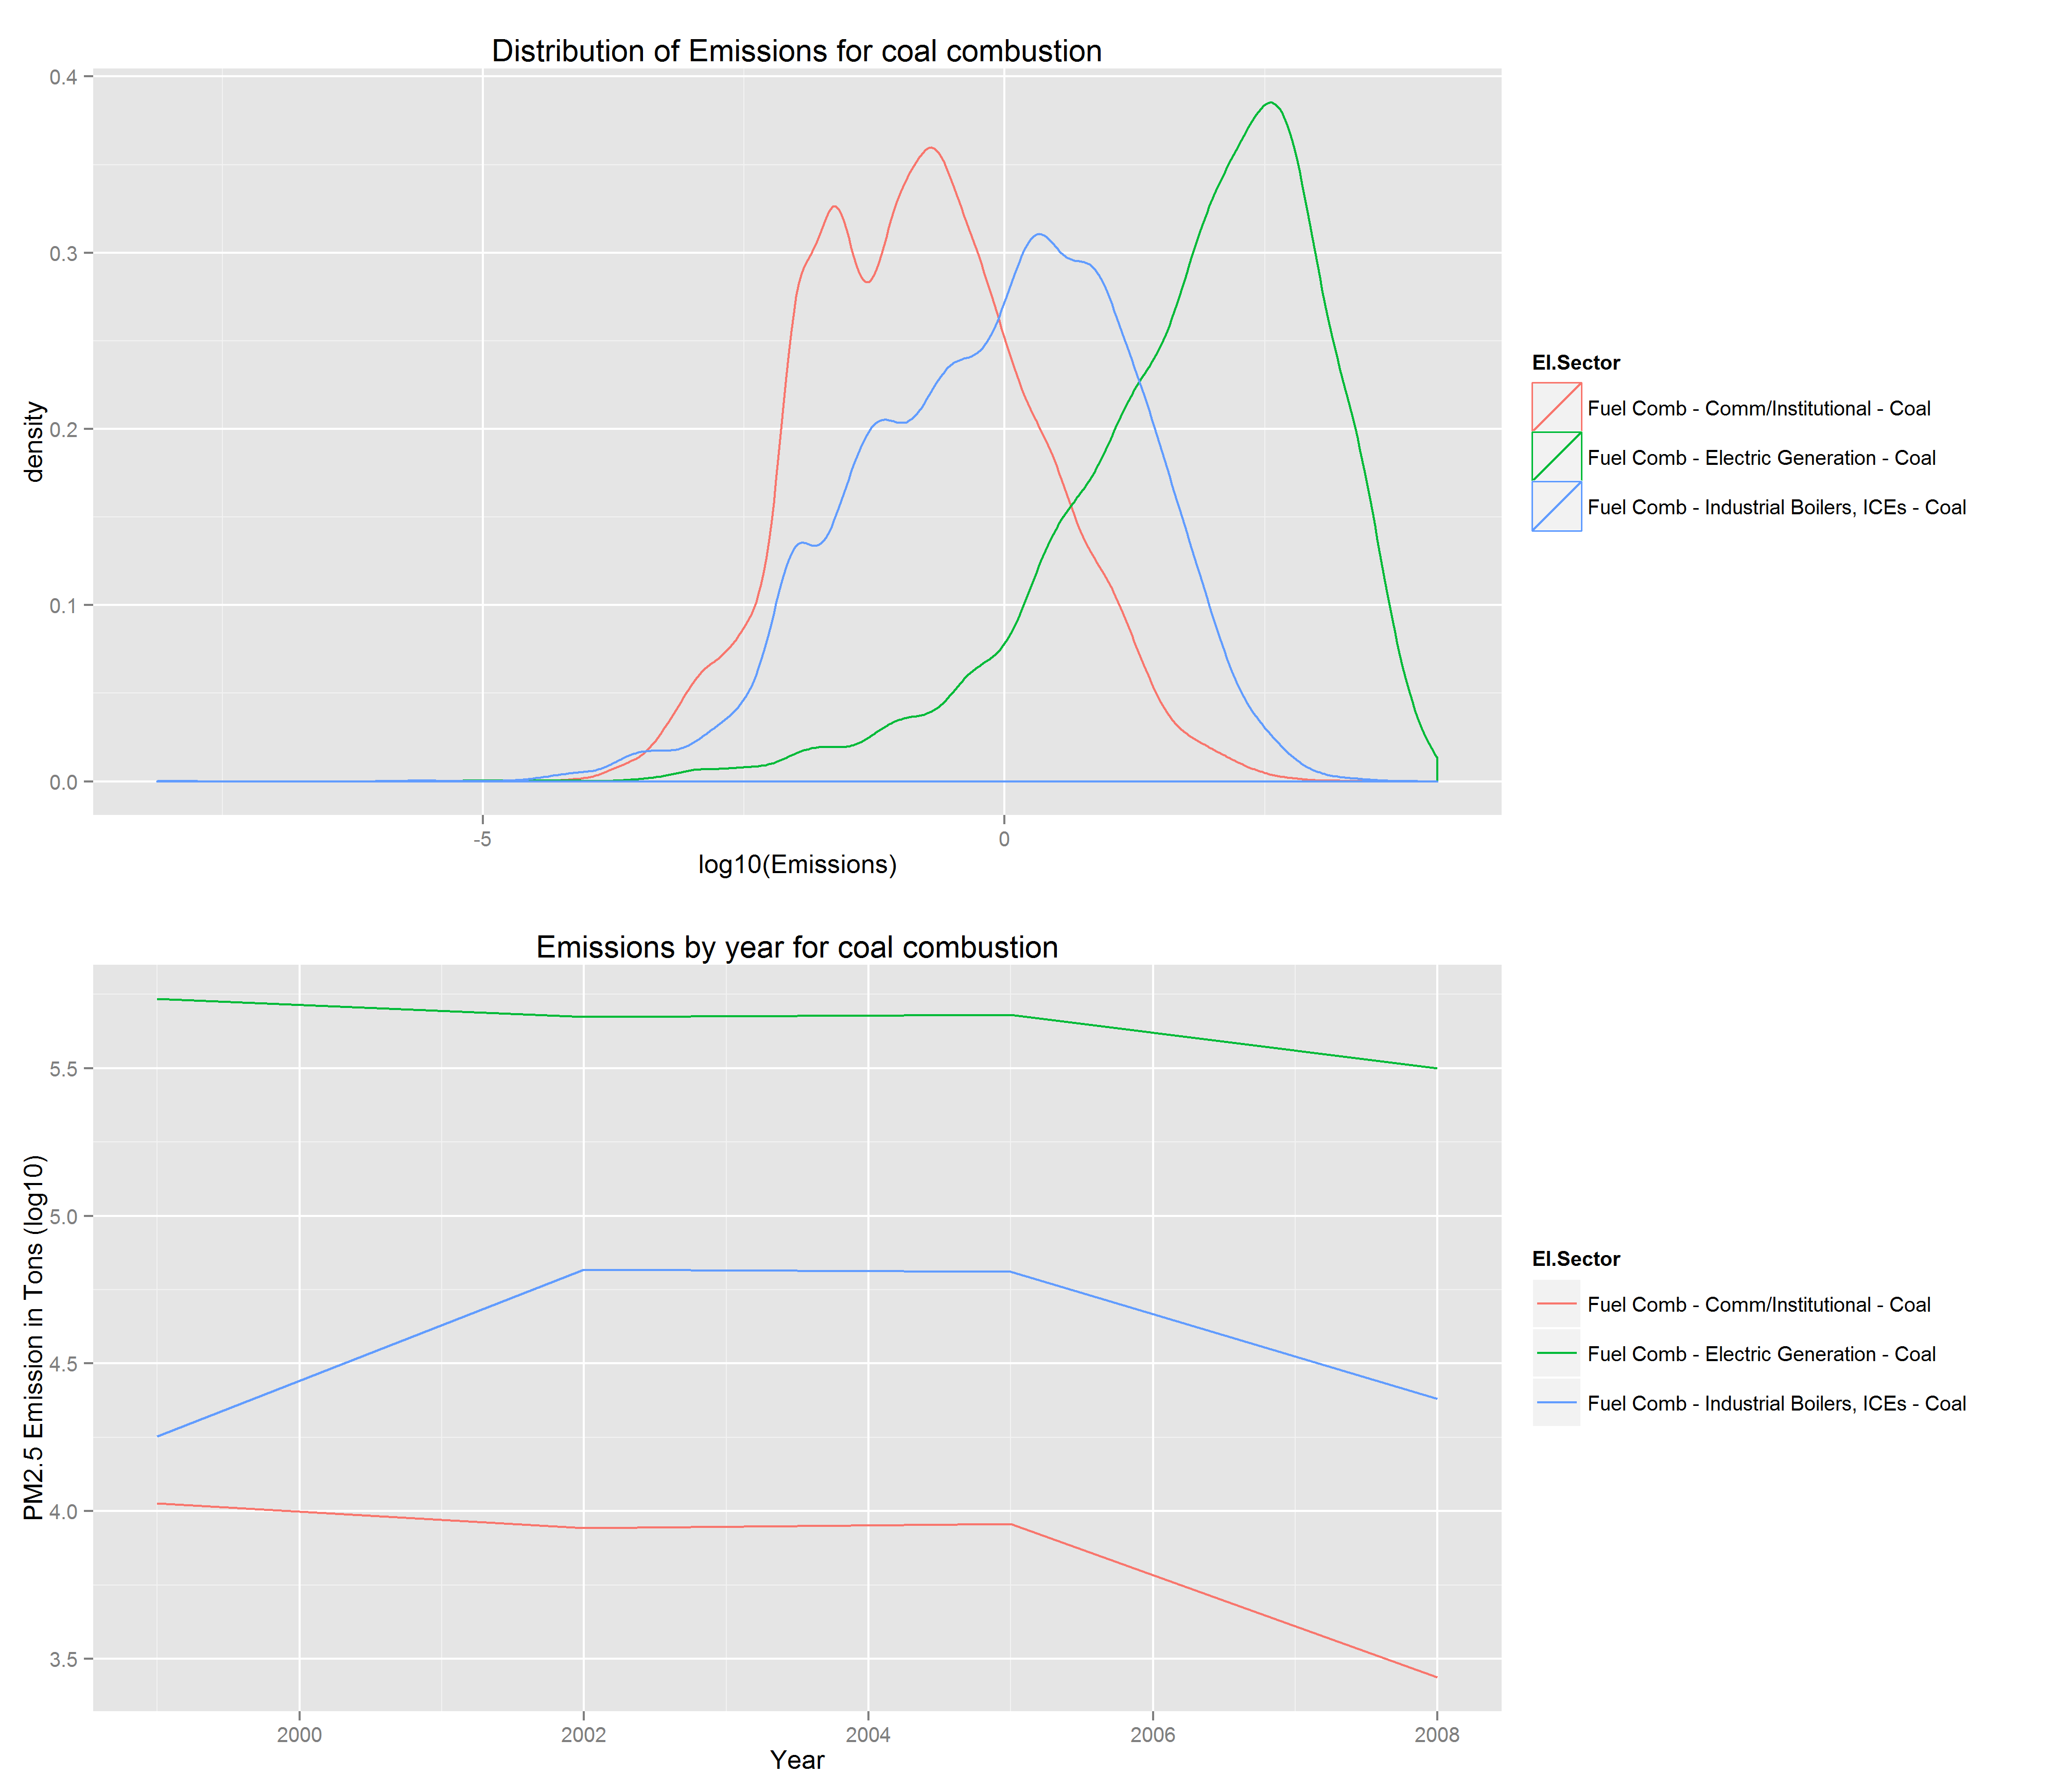 Distribution of Emissions for coal combustion
0.4
0.3
0.2
0.1
0.0
density
-5 0
log10(Emissions)
EI.Sector
Fuel Comb - Comm/Institutional - Coal
Fuel Comb - Electric Generation - Coal
Fuel Comb - Industrial Boilers, ICEs - Coal
Emissions by year for coal combustion
5.5
5.0
4.5
4.0
3.5
PM2.5 Emission in Tons (log10)
2000 2002 2004 2006 2008
Year
EI.Sector
Fuel Comb - Comm/Institutional - Coal
Fuel Comb - Electric Generation - Coal
Fuel Comb - Industrial Boilers, ICEs - Coal